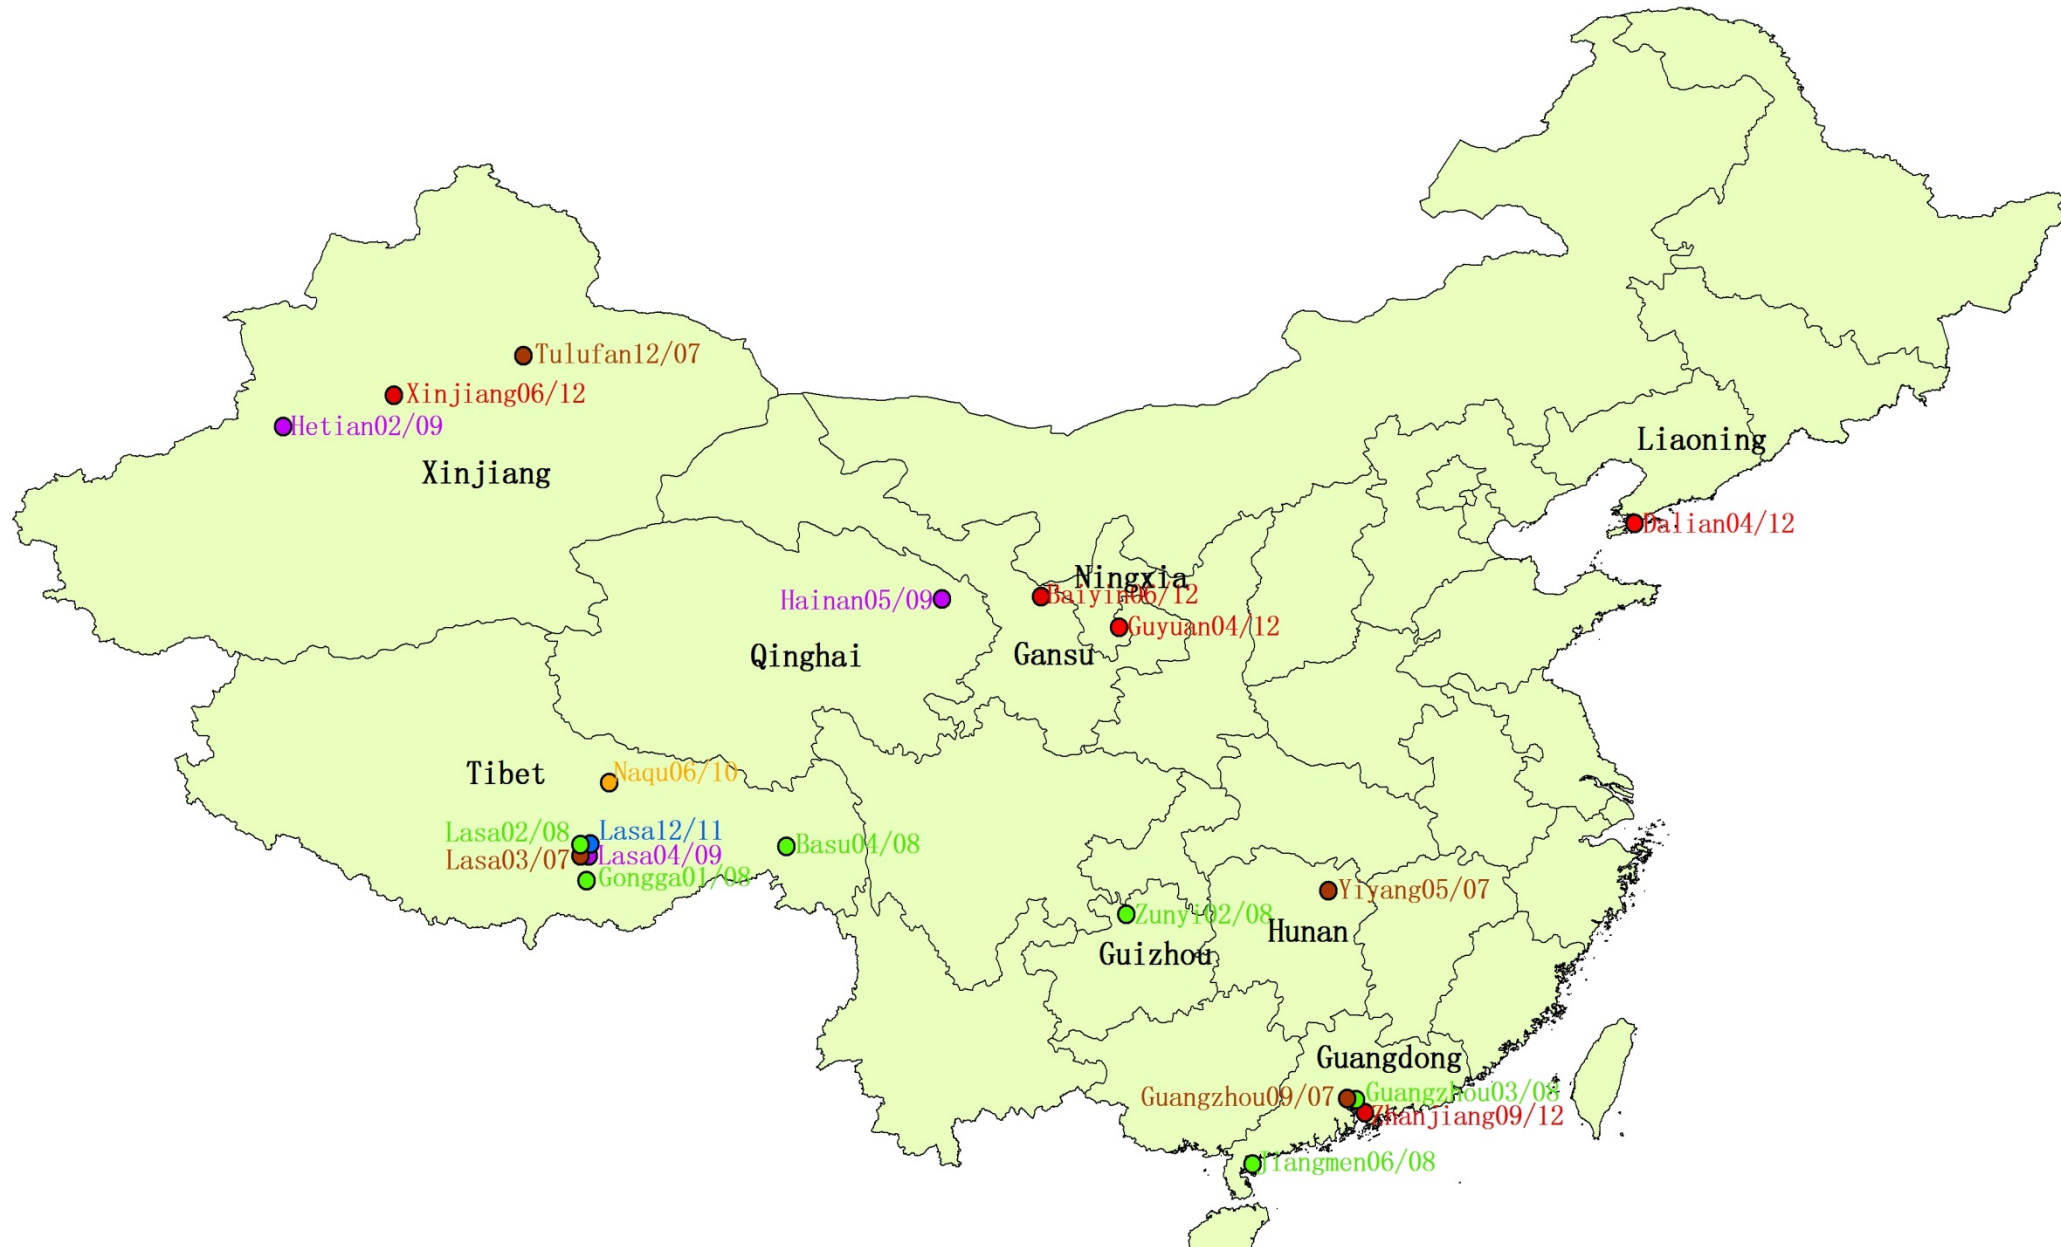 Tulufan12/07
Xinjiang06/12
Hetian02/09
Liaoning
Xinjiang
Dalian04/12
Ningxia
Baiyin06/12
Hainan05/09
Guyuan04/12
Qinghai
Gansu
Tibet
Naqu06/10
Lasa02/08
Lasa12/11
Basu04/08
Lasa03/07
Lasa04/09
Gongga01/08
Yiyang05/07
Zunyi02/08
Hunan
Guizhou
Guangdong
Guangzhou09/07
Guangzhou03/08
Zhanjiang09/12
Jiangmen06/08